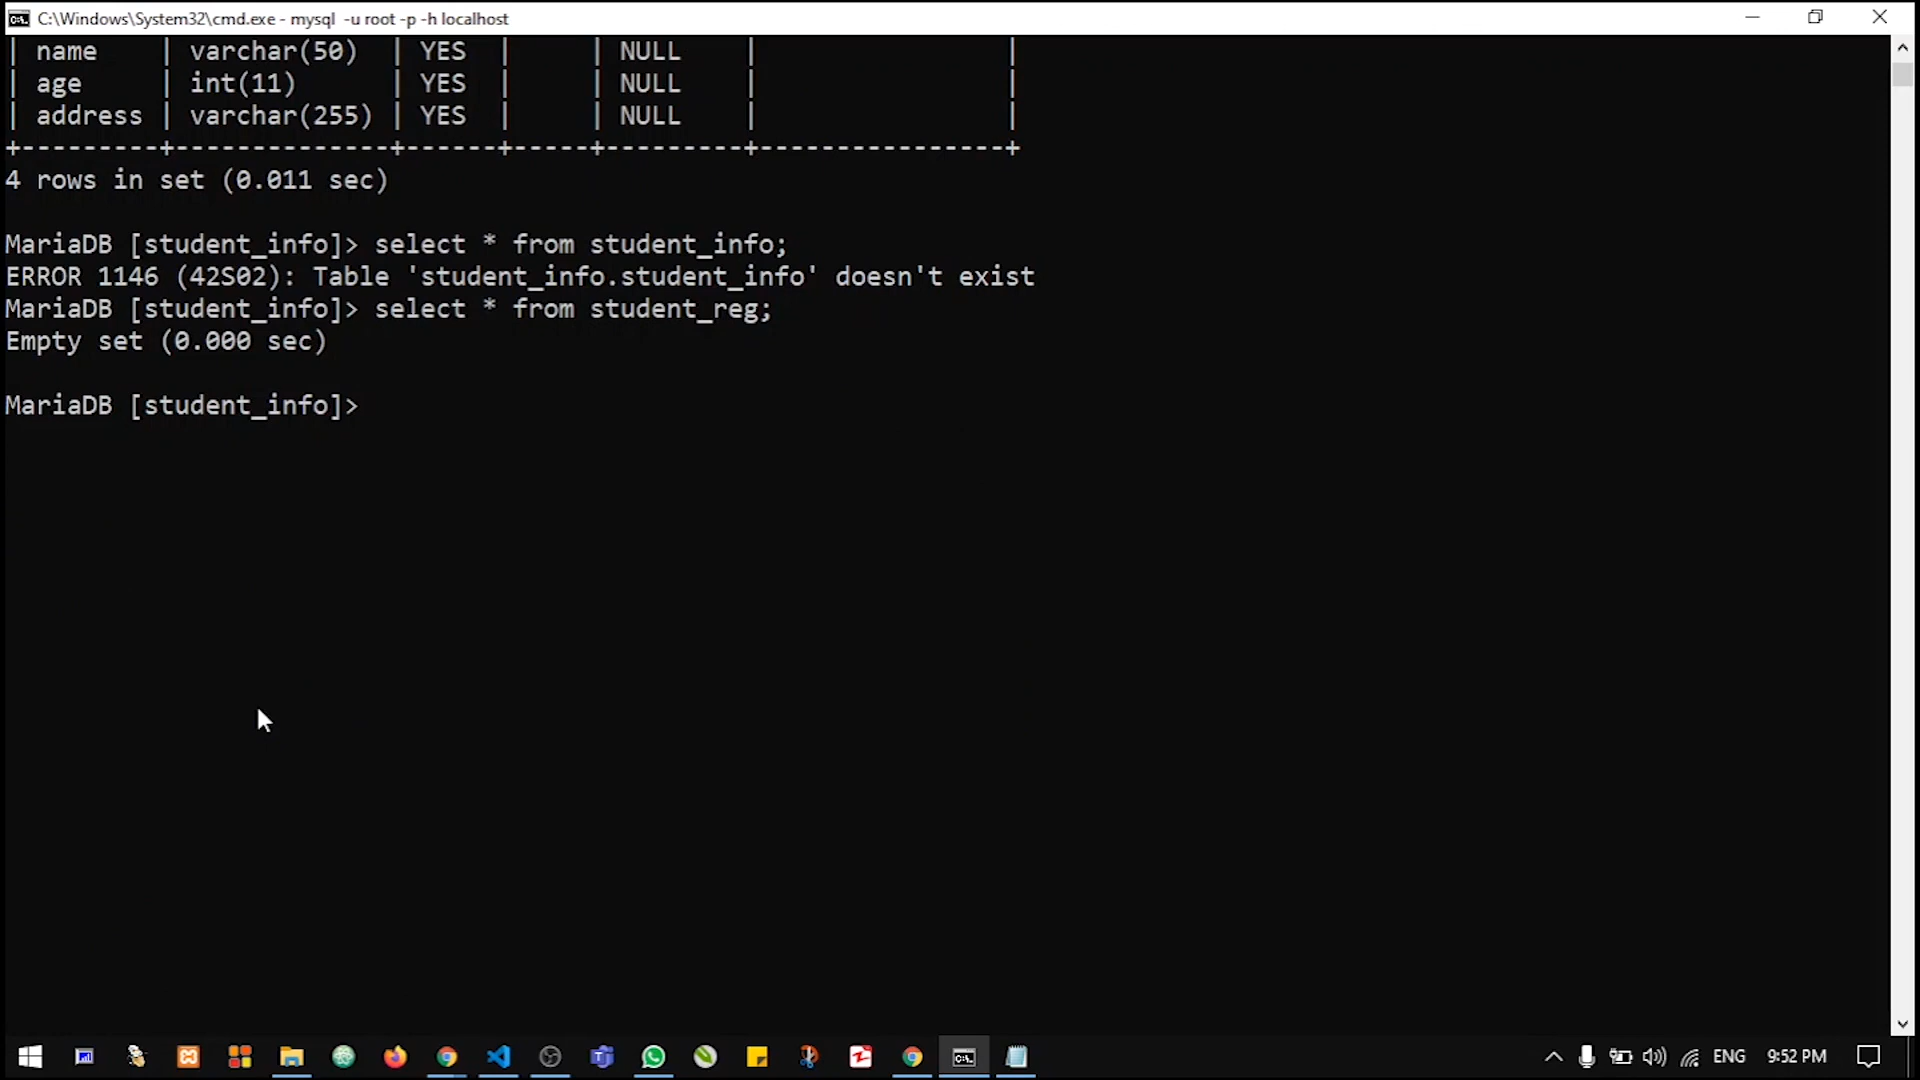 C:\Windows\System32\cmd.exe - mysql  -u root -p -h localhost
| name    | varchar(50)  | YES  |     | NULL    |                |
| age     | int(11)      | YES  |     | NULL    |                |
| address | varchar(255) | YES  |     | NULL    |                |
+---------+--------------+------+-----+---------+----------------+
4 rows in set (0.011 sec)
MariaDB [student_info]> select * from student_info;
ERROR 1146 (42S02): Table 'student_info.student_info' doesn't exist
MariaDB [student_info]> select * from student_reg;
Empty set (0.000 sec)
MariaDB [student_info]>
ENG 9:52 PM